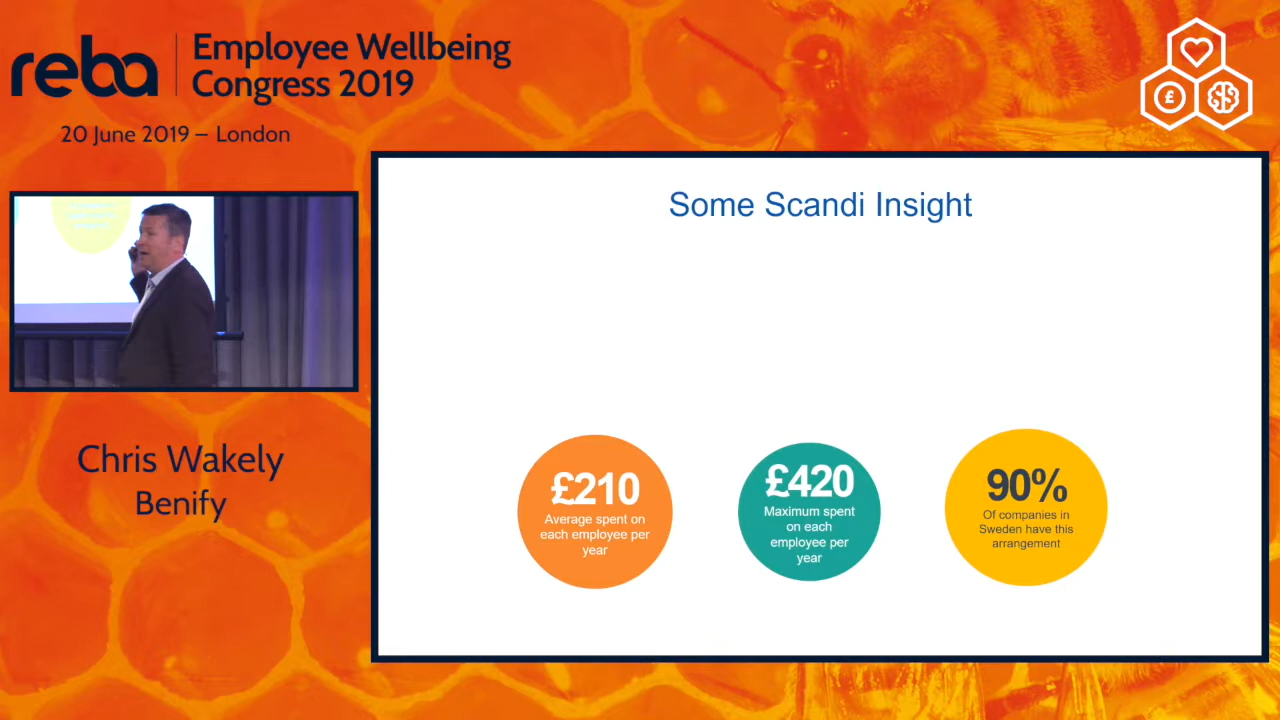 reba
Employee Wellbeing
Congress 2019
20 June 2019 – London
£
Chris Wakely
Benify
Some Scandi Insight
£210
Average spent on
each employee per
year
£420
Maximum spent
on each
employee per
year
90%
Of companies in
Sweden have this
arrangement